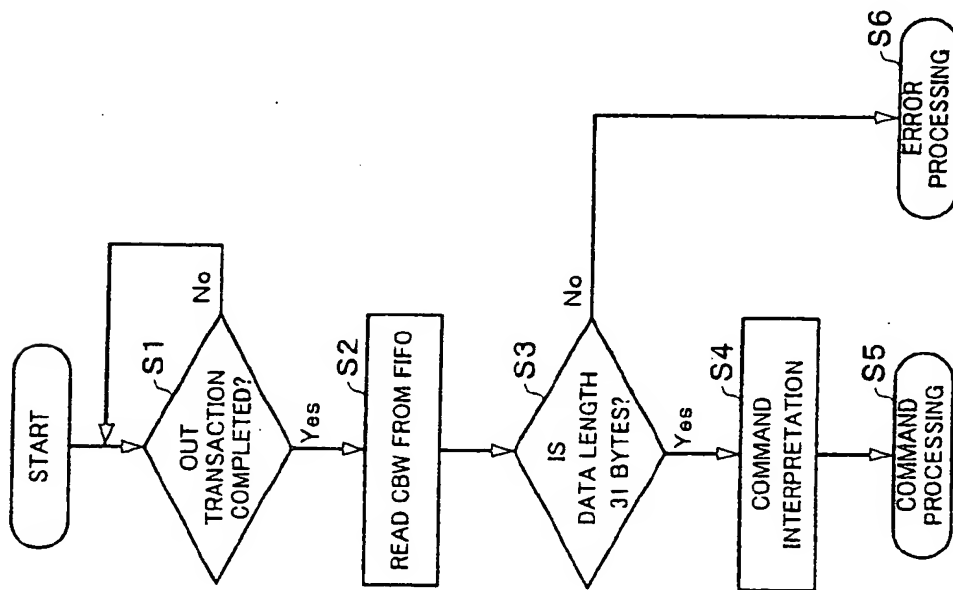 START
S1
OUT
TRANSACTION
COMPLETED?
No
Yes
S2
READ CBW FROM FIFO
S3
IS
DATA LENGTH
31 BYTES?
No
Yes
S4
COMMAND
INTERPRETATION
S5
COMMAND
PROCESSING
S6
ERROR
PROCESSING